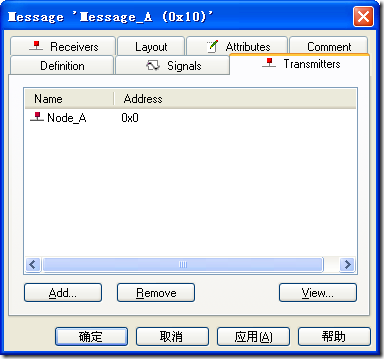 Message 'Message_A (0x10)'
Receivers Layout Attributes Comment
Definition Signals Transmitters
Name Address
Node_A 0x0
Add... Remove View...
确定 取消 应用(A) 帮助